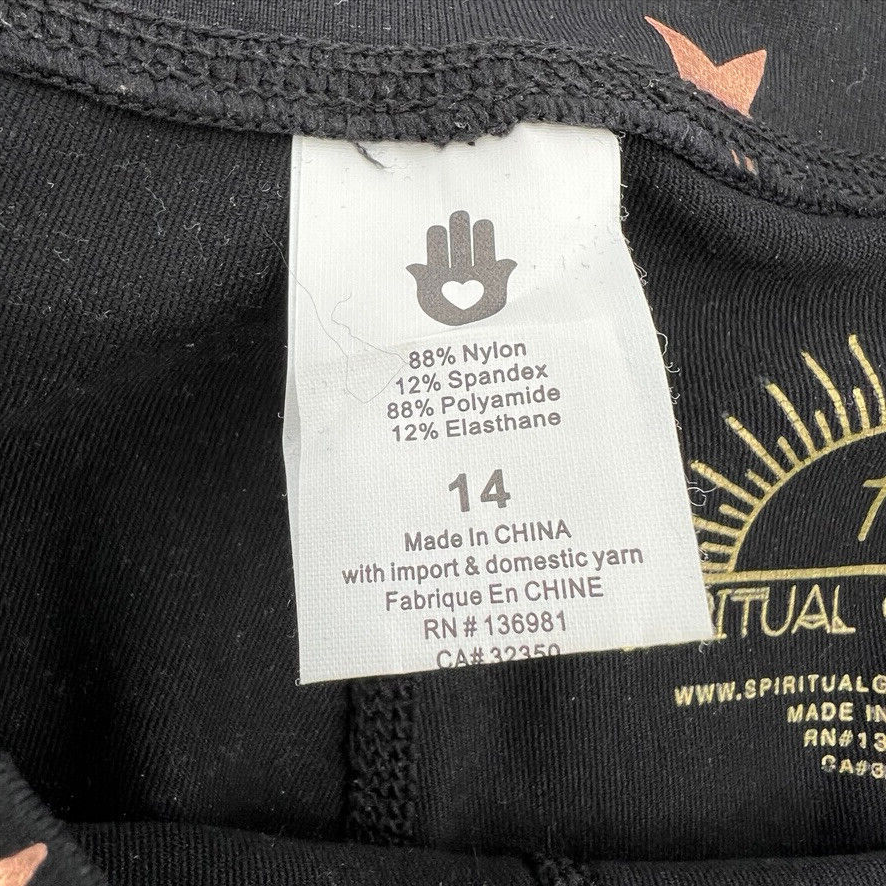 88% Nylon
12% Spandex
88% Polyamide
12% Elasthane
14
Made In CHINA
with import & domestic yarn
Fabrique En CHINE
RN # 136981
CA# 32350
RITUAL
WWW.SPIRITUALG
MADE IN
RN#13
CA#3